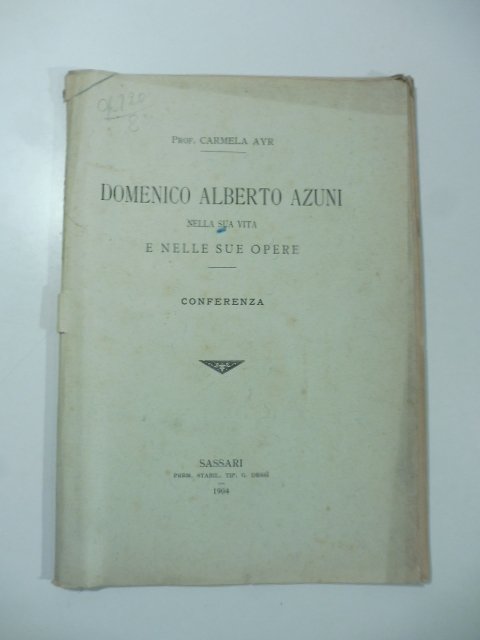 Prof. CARMELA AYR
DOMENICO ALBERTO AZUNI
NELLA SUA VITA
E NELLE SUE OPERE
CONFERENZA
SASSARI
PREM. STABIL. TIP. G. DESSÌ
1904